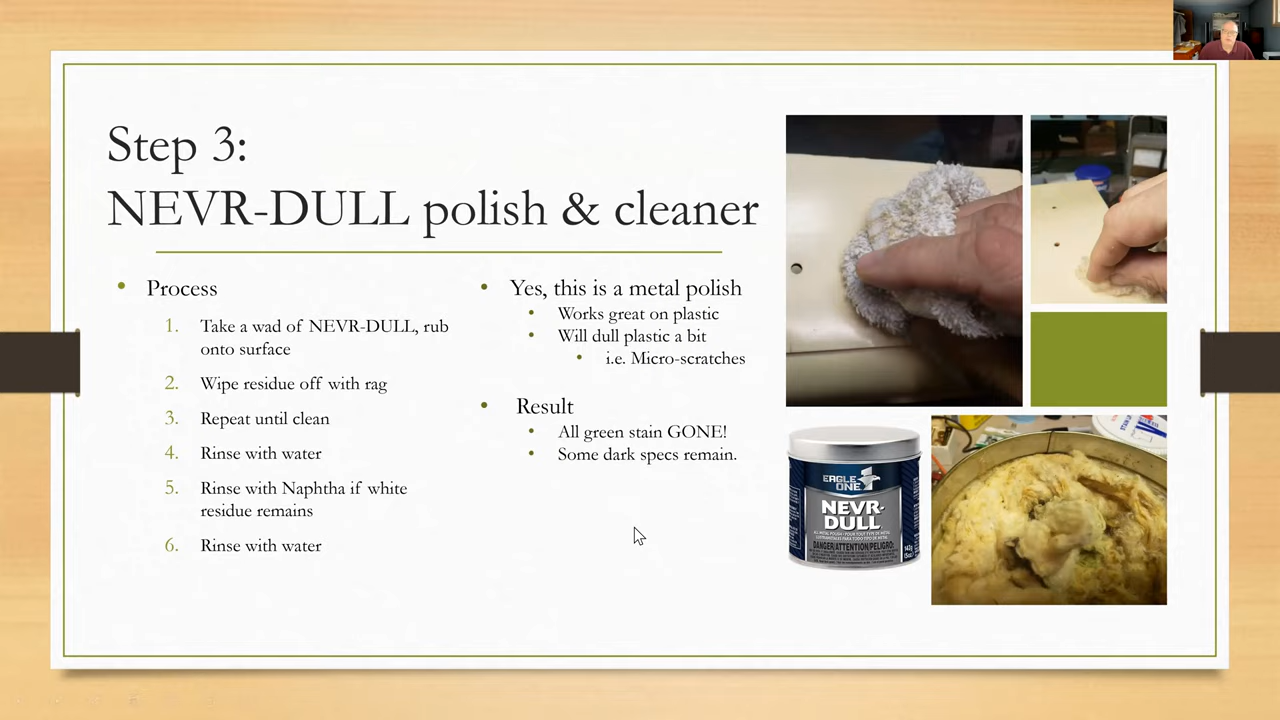 Step 3:
NEVR-DULL polish & cleaner
• Process
1. Take a wad of NEVR-DULL, rub
onto surface
2. Wipe residue off with rag
3. Repeat until clean
4. Rinse with water
5. Rinse with Naphtha if white
residue remains
6. Rinse with water
• Yes, this is a metal polish
• Works great on plastic
• Will dull plastic a bit
• i.e. Micro-scratches
• Result
• All green stain GONE!
• Some dark specs remain.
EAGLE
ONE
NEVR-
DULL
DANGER/ATTENTION/PELIGRO:
142g
(5oz)